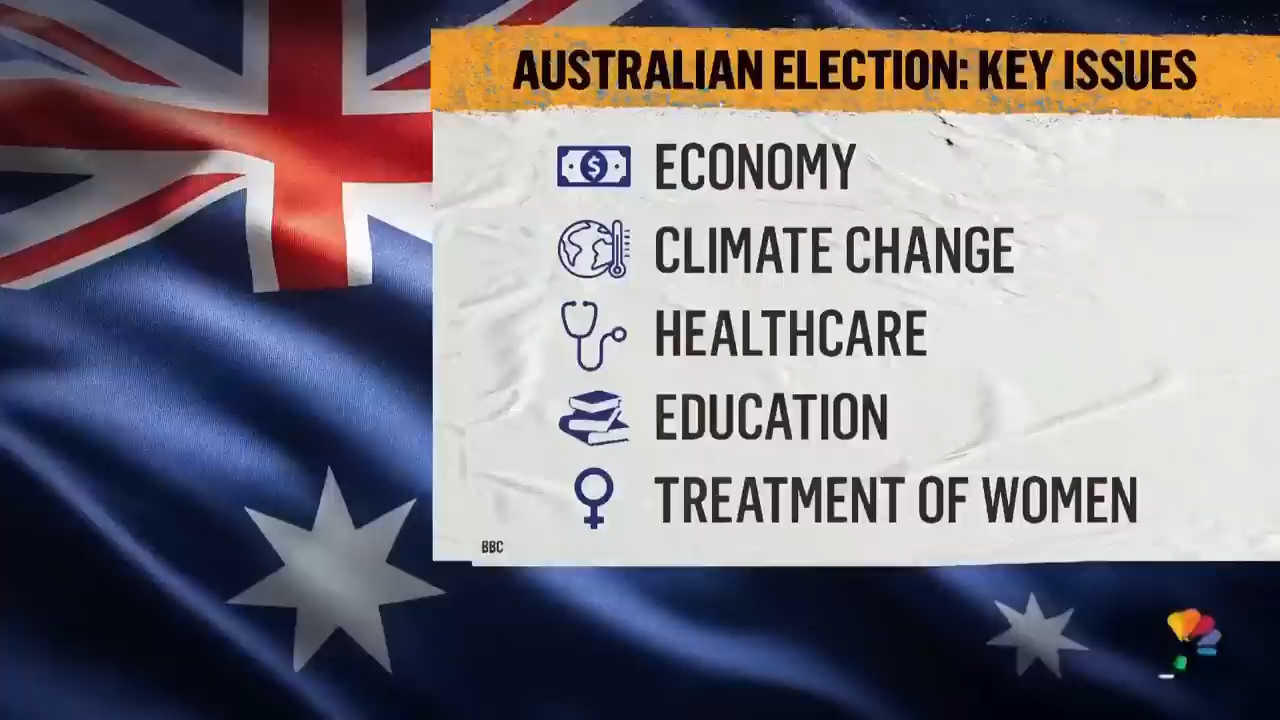 AUSTRALIAN ELECTION: KEY ISSUES
ECONOMY
CLIMATE CHANGE
HEALTHCARE
EDUCATION
TREATMENT OF WOMEN
BBC